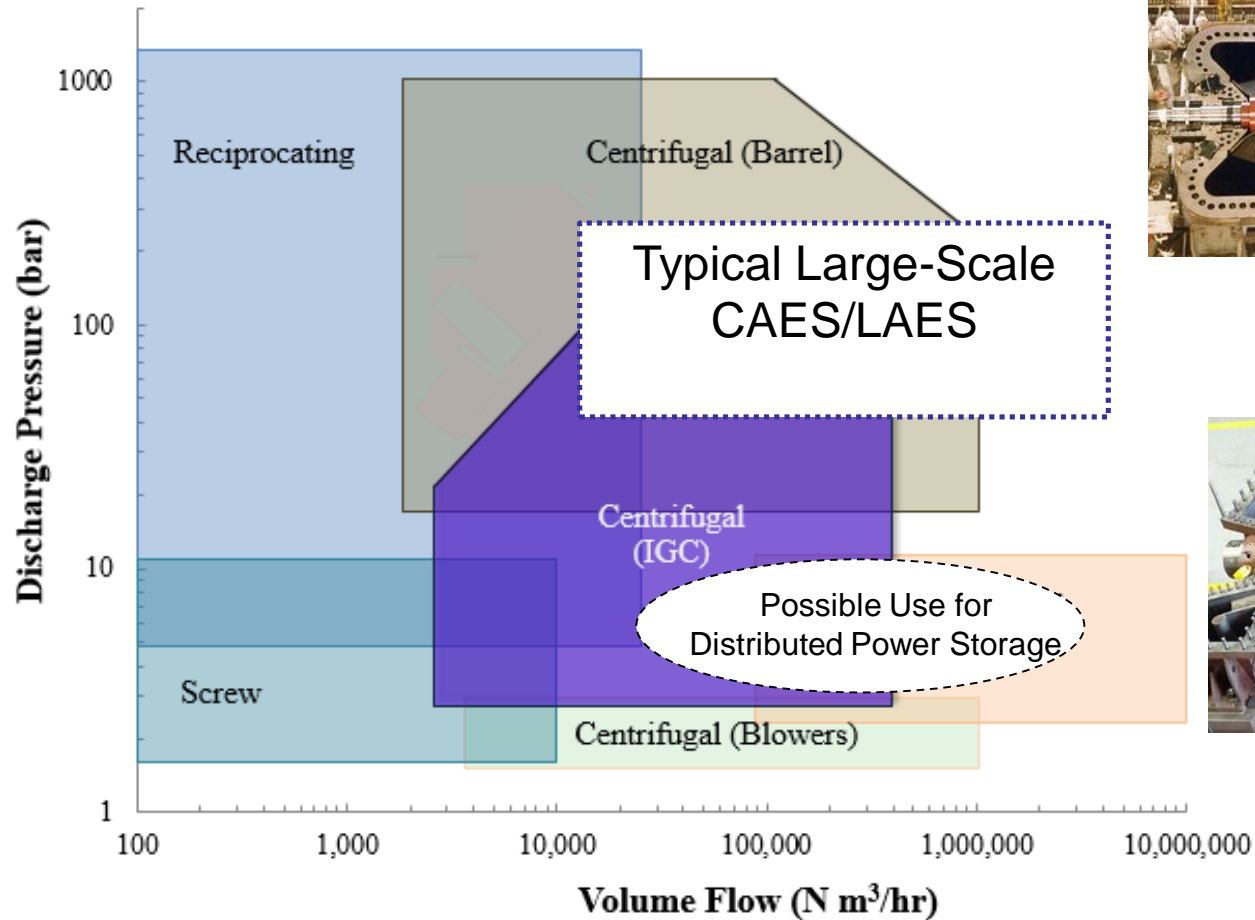 1000
Reciprocating
Centrifugal (Barrel)
Typical Large-Scale
CAES/LAES
100
Discharge Pressure (bar)
Centrifugal
(IGC)
10
Possible Use for
Distributed Power Storage
Screw
Centrifugal (Blowers)
1
100
1,000
10,000
100,000
1,000,000
10,000,000
Volume Flow (N m³/hr)